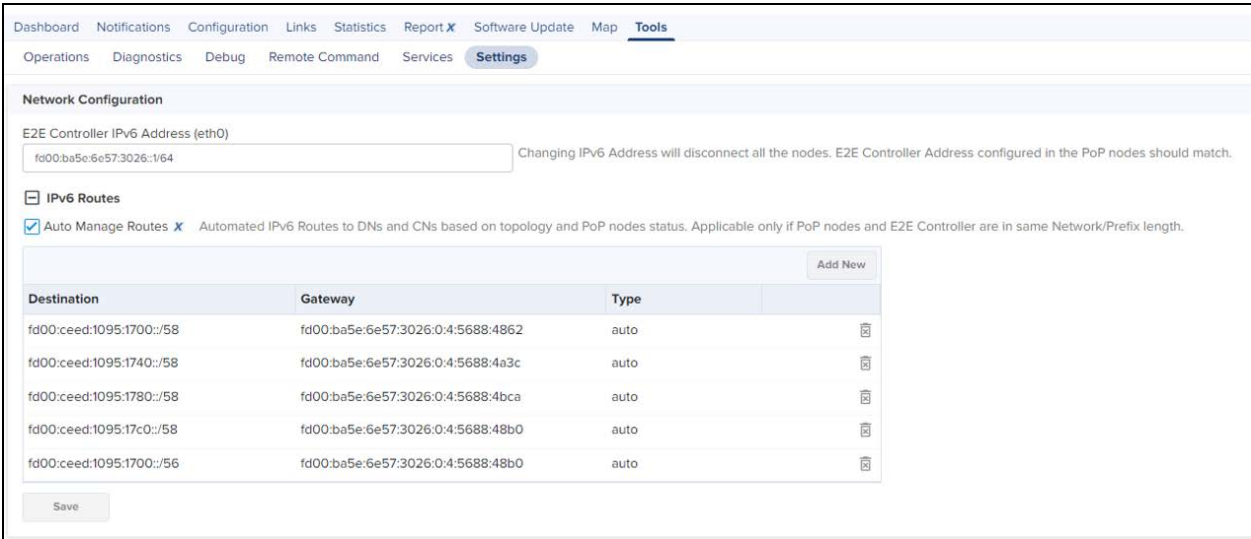 Dashboard Notifications Configuration Links Statistics Report X Software Update Map Tools
Operations Diagnostics Debug Remote Command Services Settings
Network Configuration
E2E Controller IPv6 Address (eth0)
fd00:ba5e:6e57:3026::1/64 Changing IPv6 Address will disconnect all the nodes. E2E Controller Address configured in the PoP nodes should match.
IPv6 Routes
Auto Manage Routes X Automated IPv6 Routes to DNs and CNs based on topology and PoP nodes status. Applicable only if PoP nodes and E2E Controller are in same Network/Prefix length.
Add New
Destination Gateway Type
fd00:ceed:1095:1700::/58 fd00:ba5e:6e57:3026:0:4:5688:4862 auto
fd00:ceed:1095:1740::/58 fd00:ba5e:6e57:3026:0:4:5688:4a3c auto
fd00:ceed:1095:1780::/58 fd00:ba5e:6e57:3026:0:4:5688:4bca auto
fd00:ceed:1095:17c0::/58 fd00:ba5e:6e57:3026:0:4:5688:48b0 auto
fd00:ceed:1095:1700::/56 fd00:ba5e:6e57:3026:0:4:5688:48b0 auto
Save